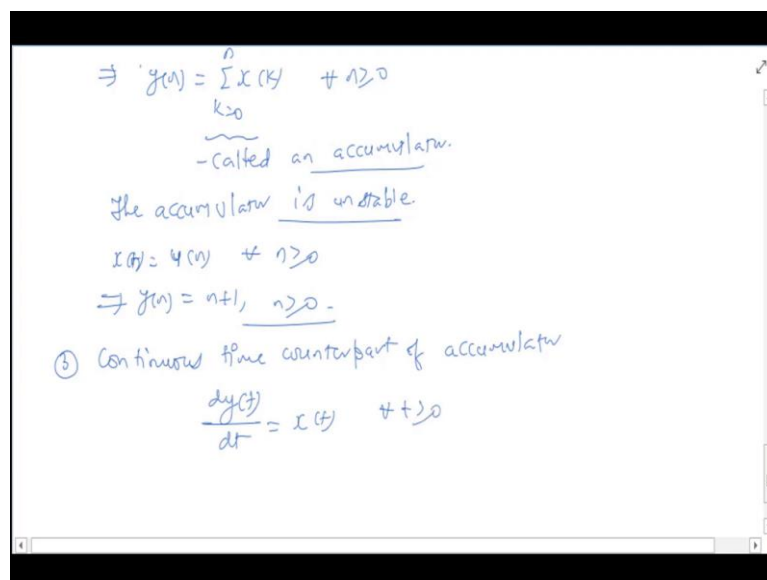 ⇒ y(n) = Σ x(k) ∀ n≥0
n
k=0
- called an accumulator.
The accumulator is unstable.
x(n) = u(n) ∀ n≥0
⇒ y(n) = n+1, n≥0.
③ Continuous time counterpart of accumulator
dy(t)/dt = x(t) ∀ t≥0